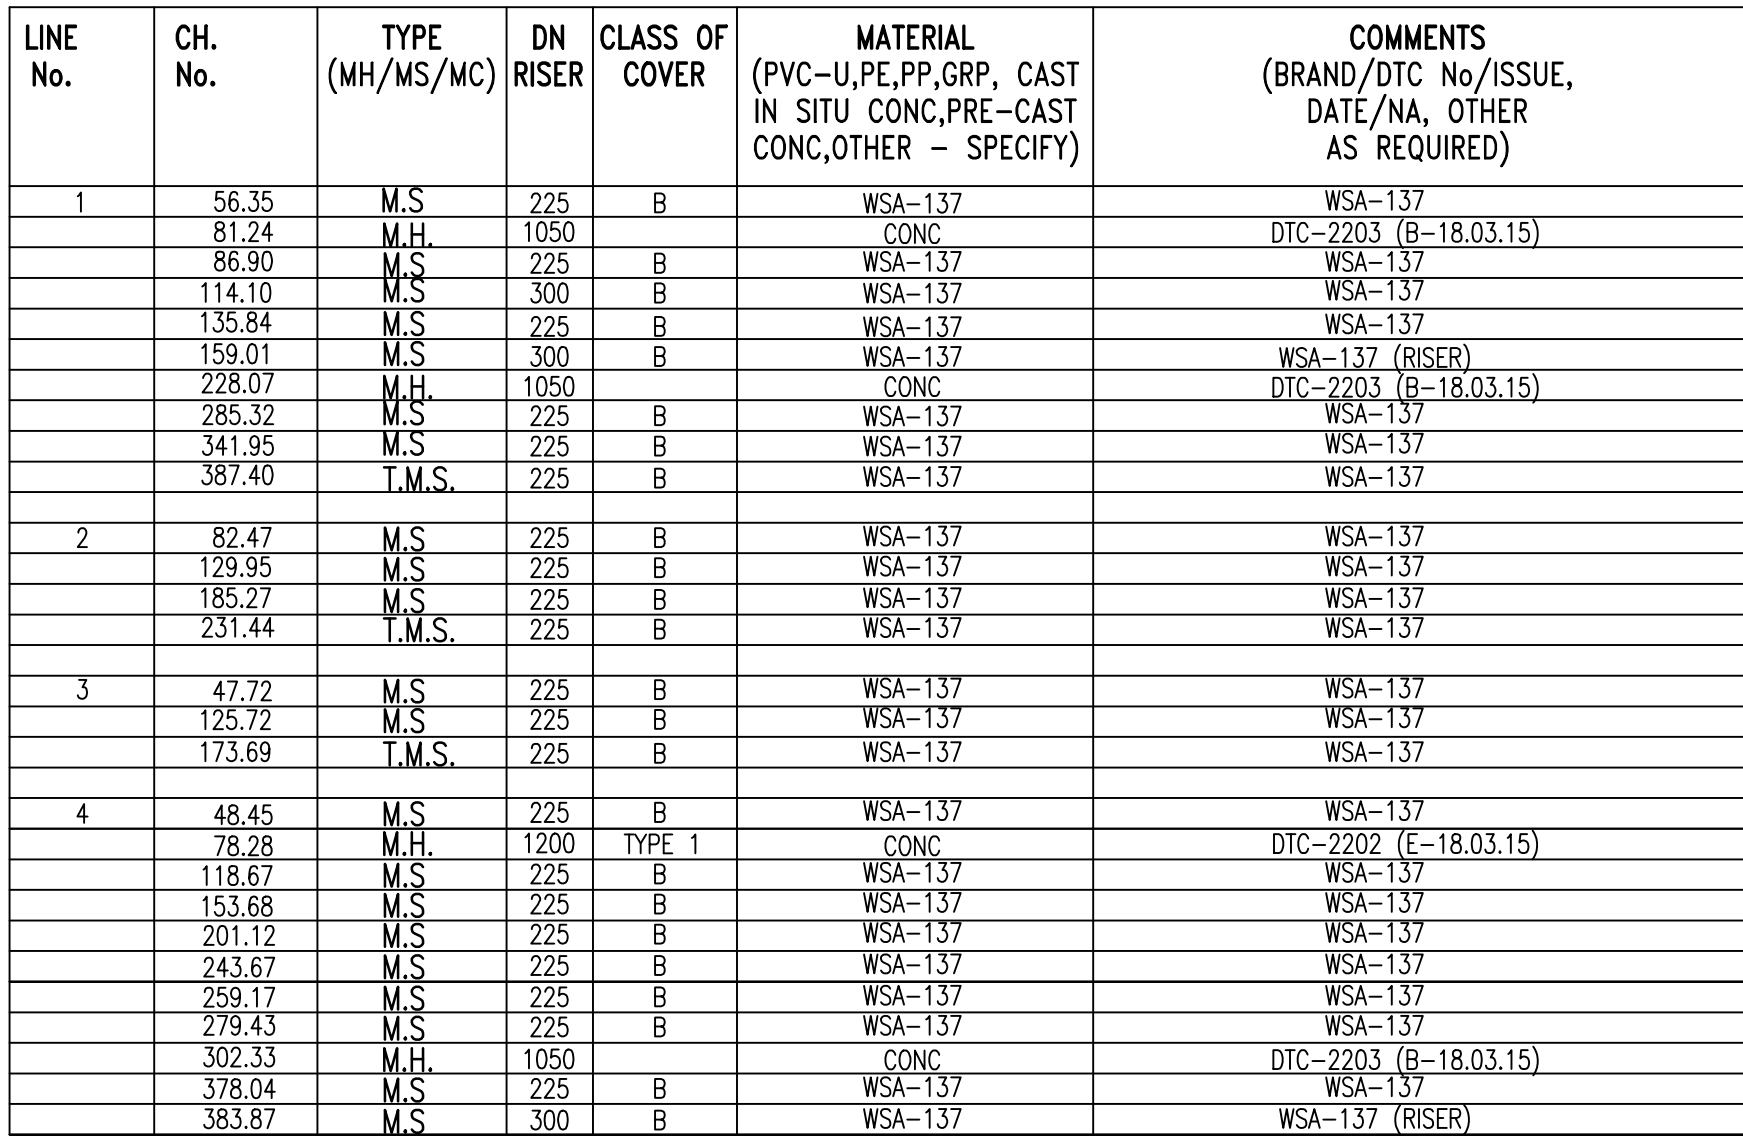 LINE No. CH. No. TYPE (MH/MS/MC) DN RISER CLASS OF COVER MATERIAL (PVC-U,PE,PP,GRP, CAST IN SITU CONC,PRE-CAST CONC,OTHER - SPECIFY) COMMENTS (BRAND/DTC No/ISSUE, DATE/NA, OTHER AS REQUIRED)
1 56.35 M.S 225 B WSA-137 WSA-137
81.24 M.H. 1050 CONC DTC-2203 (B-18.03.15)
86.90 M.S 225 B WSA-137 WSA-137
114.10 M.S 300 B WSA-137 WSA-137
135.84 M.S 225 B WSA-137 WSA-137
159.01 M.S 300 B WSA-137 WSA-137 (RISER)
228.07 M.H. 1050 CONC DTC-2203 (B-18.03.15)
285.32 M.S 225 B WSA-137 WSA-137
341.95 M.S 225 B WSA-137 WSA-137
387.40 T.M.S. 225 B WSA-137 WSA-137
2 82.47 M.S 225 B WSA-137 WSA-137
129.95 M.S 225 B WSA-137 WSA-137
185.27 M.S 225 B WSA-137 WSA-137
231.44 T.M.S. 225 B WSA-137 WSA-137
3 47.72 M.S 225 B WSA-137 WSA-137
125.72 M.S 225 B WSA-137 WSA-137
173.69 T.M.S. 225 B WSA-137 WSA-137
4 48.45 M.S 225 B WSA-137 WSA-137
78.28 M.H. 1200 TYPE 1 CONC DTC-2202 (E-18.03.15)
118.67 M.S 225 B WSA-137 WSA-137
153.68 M.S 225 B WSA-137 WSA-137
201.12 M.S 225 B WSA-137 WSA-137
243.67 M.S 225 B WSA-137 WSA-137
259.17 M.S 225 B WSA-137 WSA-137
279.43 M.S 225 B WSA-137 WSA-137
302.33 M.H. 1050 CONC DTC-2203 (B-18.03.15)
378.04 M.S 225 B WSA-137 WSA-137
383.87 M.S 300 B WSA-137 WSA-137 (RISER)